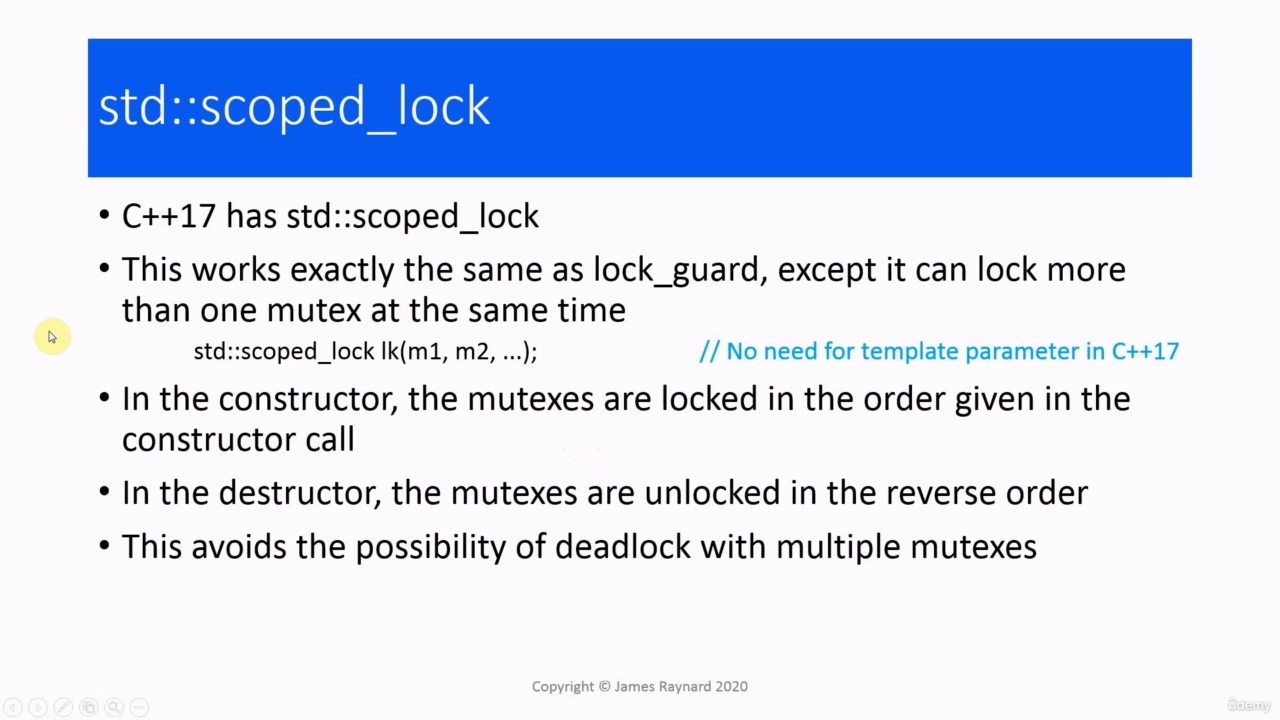 std::scoped_lock
• C++17 has std::scoped_lock
• This works exactly the same as lock_guard, except it can lock more
than one mutex at the same time
std::scoped_lock lk(m1, m2, ...); // No need for template parameter in C++17
• In the constructor, the mutexes are locked in the order given in the
constructor call
• In the destructor, the mutexes are unlocked in the reverse order
• This avoids the possibility of deadlock with multiple mutexes
Copyright © James Raynard 2020
ûdemy